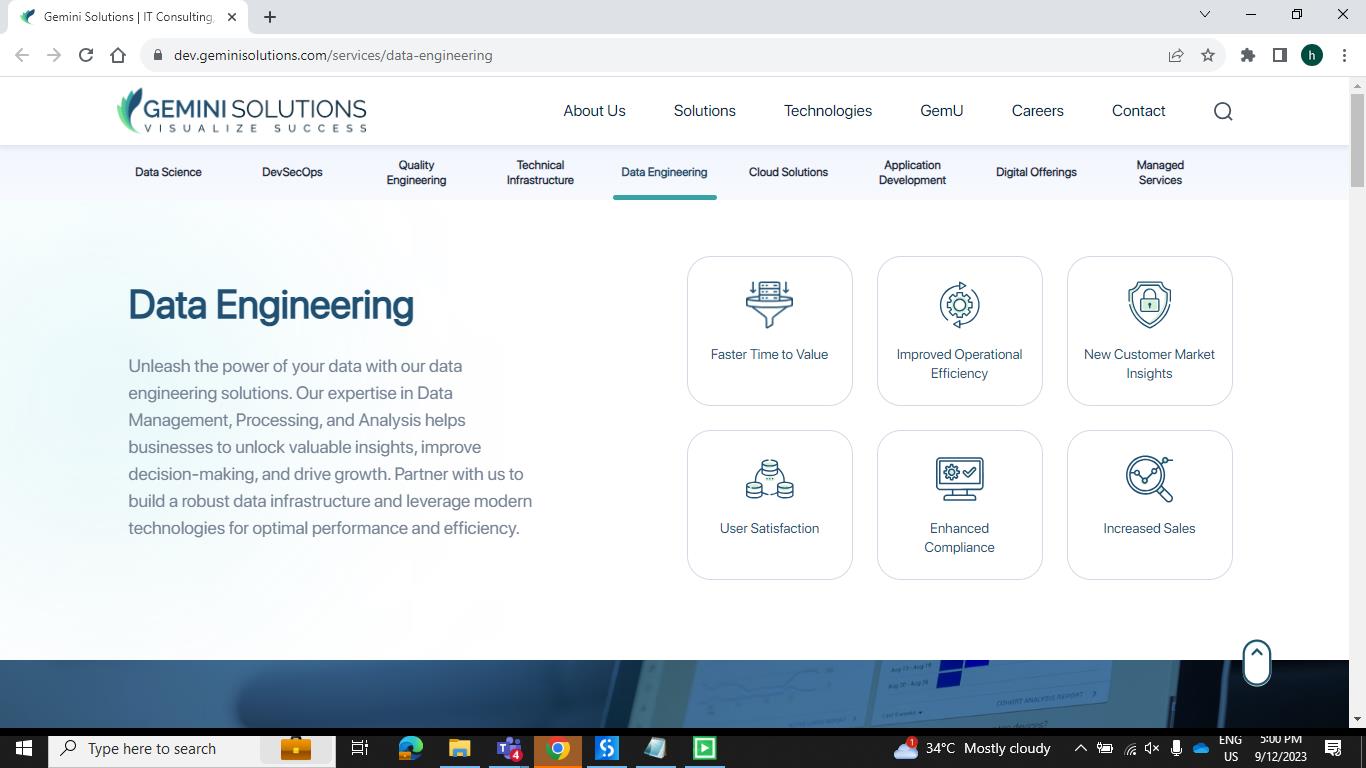 Gemini Solutions | IT Consulting,
dev.geminisolutions.com/services/data-engineering
h
GEMINI SOLUTIONS
VISUALIZE SUCCESS
About Us
Solutions
Technologies
GemU
Careers
Contact
Data Science
DevSecOps
Quality
Engineering
Technical
Infrastructure
Data Engineering
Cloud Solutions
Application
Development
Digital Offerings
Managed
Services
Data Engineering
Unleash the power of your data with our data
engineering solutions. Our expertise in Data
Management, Processing, and Analysis helps
businesses to unlock valuable insights, improve
decision-making, and drive growth. Partner with us to
build a robust data infrastructure and leverage modern
technologies for optimal performance and efficiency.
Faster Time to Value
Improved Operational
Efficiency
New Customer Market
Insights
User Satisfaction
Enhanced
Compliance
Increased Sales
COHORT ANALYSIS REPORT
Type here to search
4
1
34°C Mostly cloudy
ENG
US
5:00 PM
9/12/2023